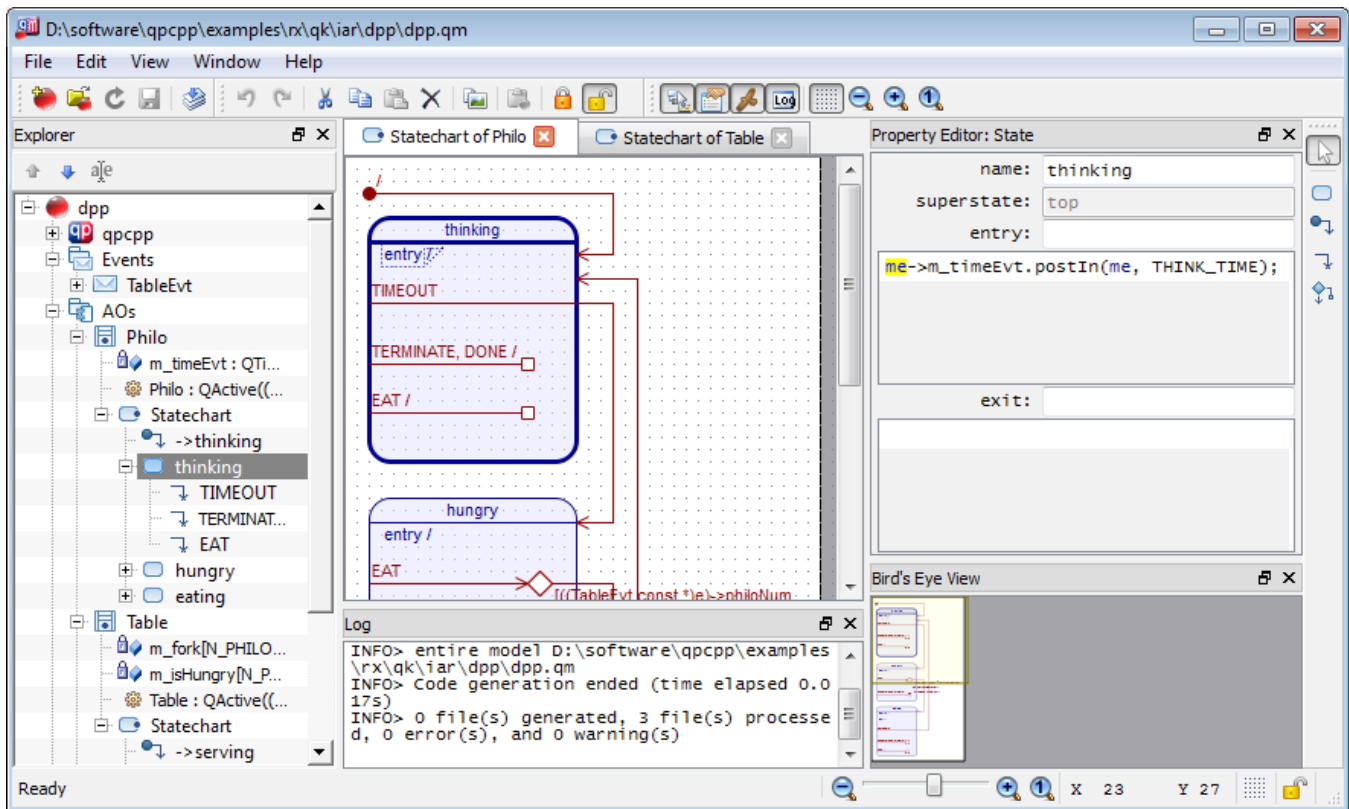 D:\software\qpcpp\examples\rx\qk\iar\dpp\dpp.qm
File Edit View Window Help
Log
Explorer
Statechart of Philo
Statechart of Table
Property Editor: State
dpp
qpcpp
Events
TableEvt
AOs
Philo
m_timeEvt : QTi...
Philo : QActive((...
Statechart
->thinking
thinking
TIMEOUT
TERMINAT...
EAT
hungry
eating
Table
m_fork[N_PHILO...
m_isHungry[N_P...
Table : QActive((...
Statechart
->serving
/
thinking
entry /
TIMEOUT
TERMINATE, DONE /
EAT /
hungry
entry /
EAT
[((TableEvt const *)e)->philoNum
name: thinking
superstate: top
entry:
me->m_timeEvt.postIn(me, THINK_TIME);
exit:
Log
INFO> entire model D:\software\qpcpp\examples
\rx\qk\iar\dpp\dpp.qm
INFO> Code generation ended (time elapsed 0.0
17s)
INFO> 0 file(s) generated, 3 file(s) processe
d, 0 error(s), and 0 warning(s)
Bird's Eye View
Ready
X 23 Y 27